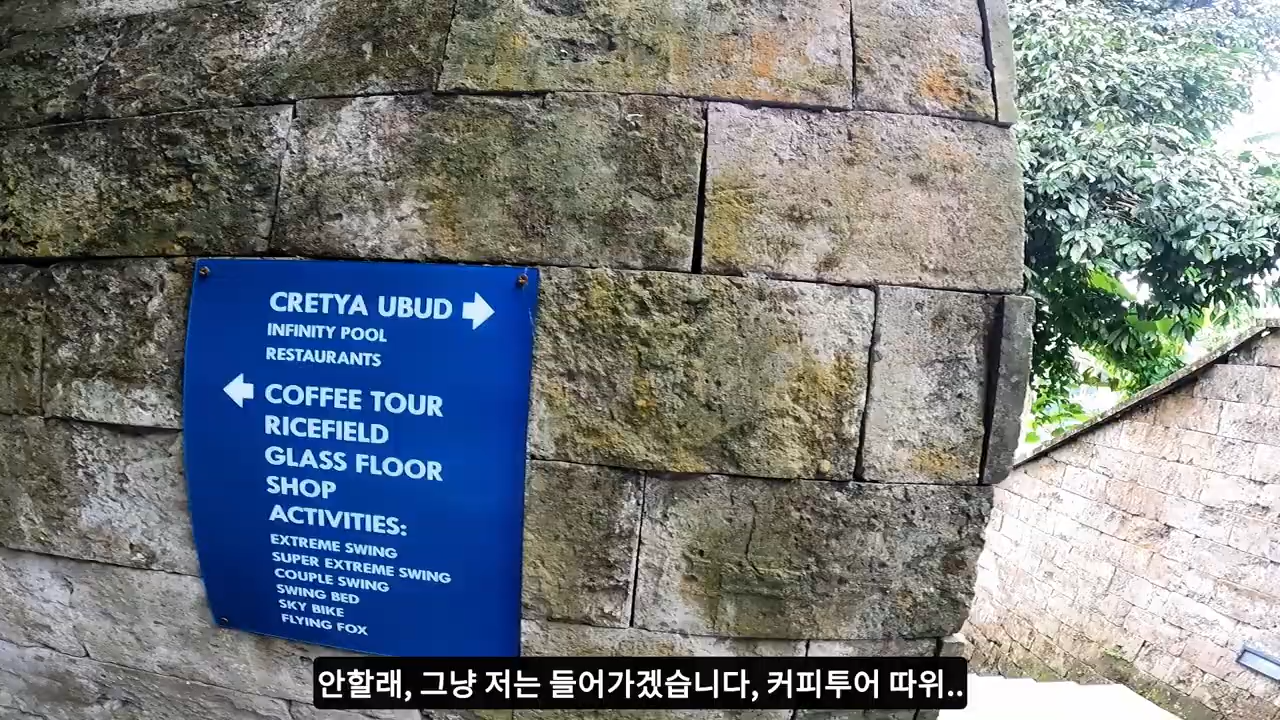 CRETYA UBUD
INFINITY POOL
RESTAURANTS
COFFEE TOUR
RICEFIELD
GLASS FLOOR
SHOP
ACTIVITIES:
EXTREME SWING
SUPER EXTREME SWING
COUPLE SWING
SWING BED
SKY BIKE
FLYING FOX
안할래, 그냥 저는 들어가겠습니다, 커피투어 따위..